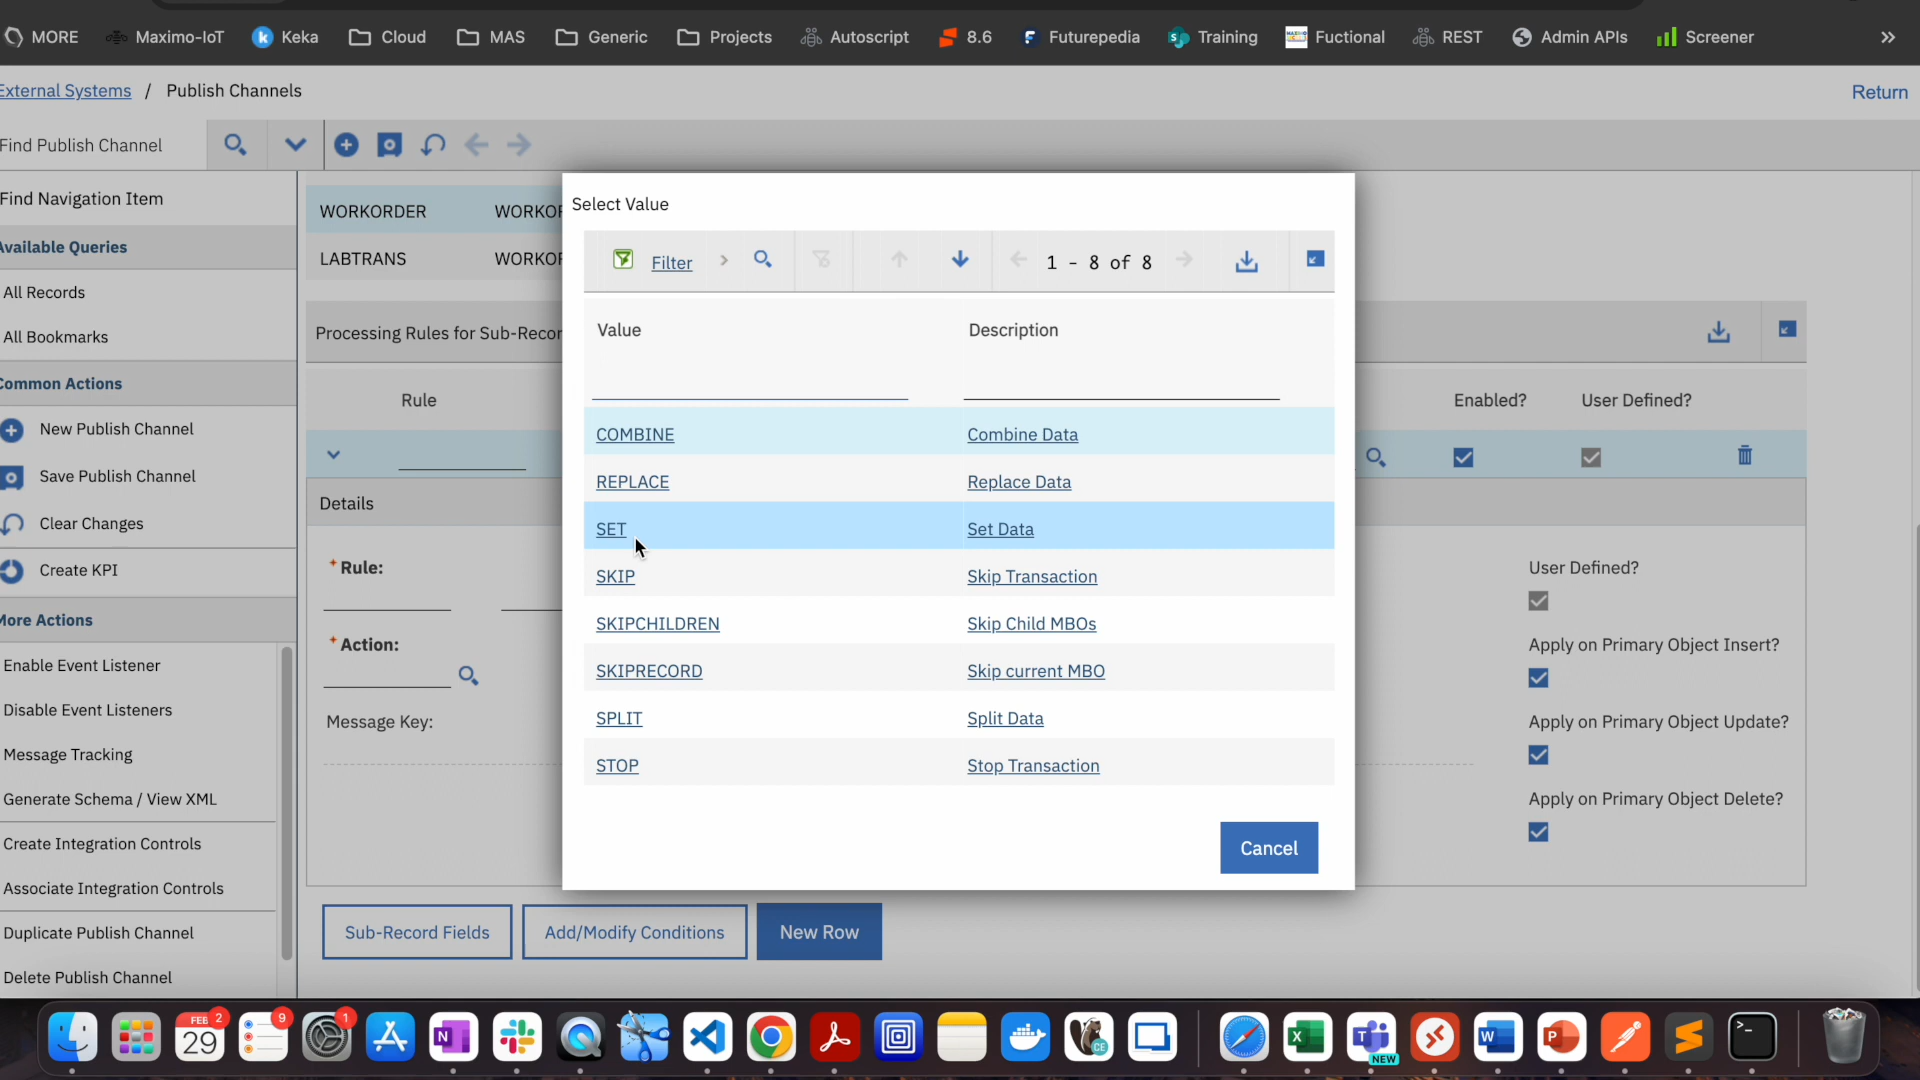 MORE
Maximo-IoT
Keka
Cloud
MAS
Generic
Projects
Autoscript
8.6
Futurepedia
Training
Fuctional
REST
Admin APIs
Screener
External Systems / Publish Channels
Return
Find Publish Channel
Find Navigation Item
Available Queries
All Records
All Bookmarks
Common Actions
New Publish Channel
Save Publish Channel
Clear Changes
Create KPI
More Actions
Enable Event Listener
Disable Event Listeners
Message Tracking
Generate Schema / View XML
Create Integration Controls
Associate Integration Controls
Duplicate Publish Channel
Delete Publish Channel
WORKORDER WORKO
LABTRANS WORKO
Processing Rules for Sub-Recor
Rule
Enabled? User Defined?
Details
* Rule:
* Action:
Message Key:
User Defined?
Apply on Primary Object Insert?
Apply on Primary Object Update?
Apply on Primary Object Delete?
Sub-Record Fields
Add/Modify Conditions
New Row
Select Value
Filter
1 - 8 of 8
Value Description
COMBINE Combine Data
REPLACE Replace Data
SET Set Data
SKIP Skip Transaction
SKIPCHILDREN Skip Child MBOs
SKIPRECORD Skip current MBO
SPLIT Split Data
STOP Stop Transaction
Cancel
FEB 2
29
9
1
NEW